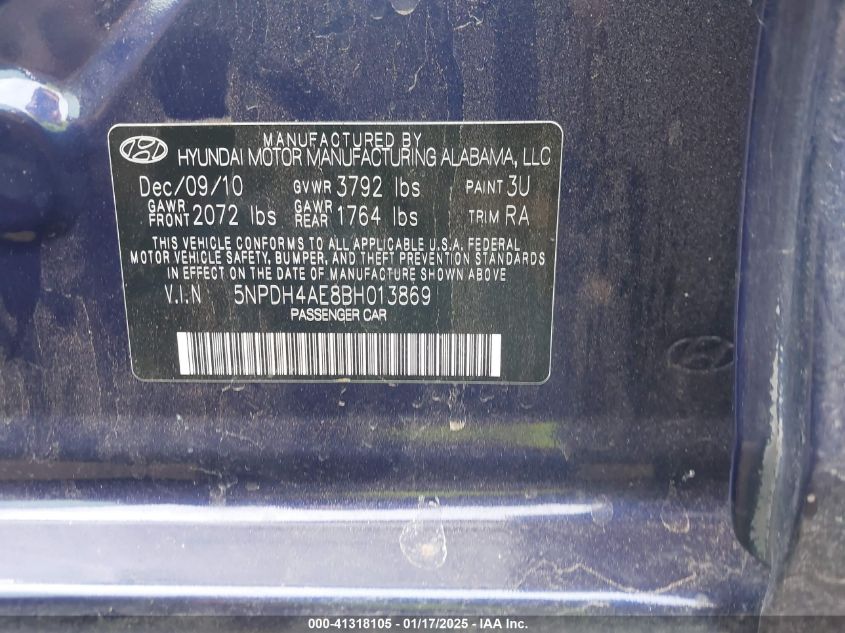 MANUFACTURED BY
HYUNDAI MOTOR MANUFACTURING ALABAMA, LLC
Dec/09/10 GVWR 3792 lbs PAINT 3U
GAWR FRONT 2072 lbs GAWR REAR 1764 lbs TRIM RA
THIS VEHICLE CONFORMS TO ALL APPLICABLE U.S.A. FEDERAL
MOTOR VEHICLE SAFETY, BUMPER, AND THEFT PREVENTION STANDARDS
IN EFFECT ON THE DATE OF MANUFACTURE SHOWN ABOVE
V.I.N 5NPDH4AE8BH013869
PASSENGER CAR
000-41318105 - 01/17/2025 - IAAI.com